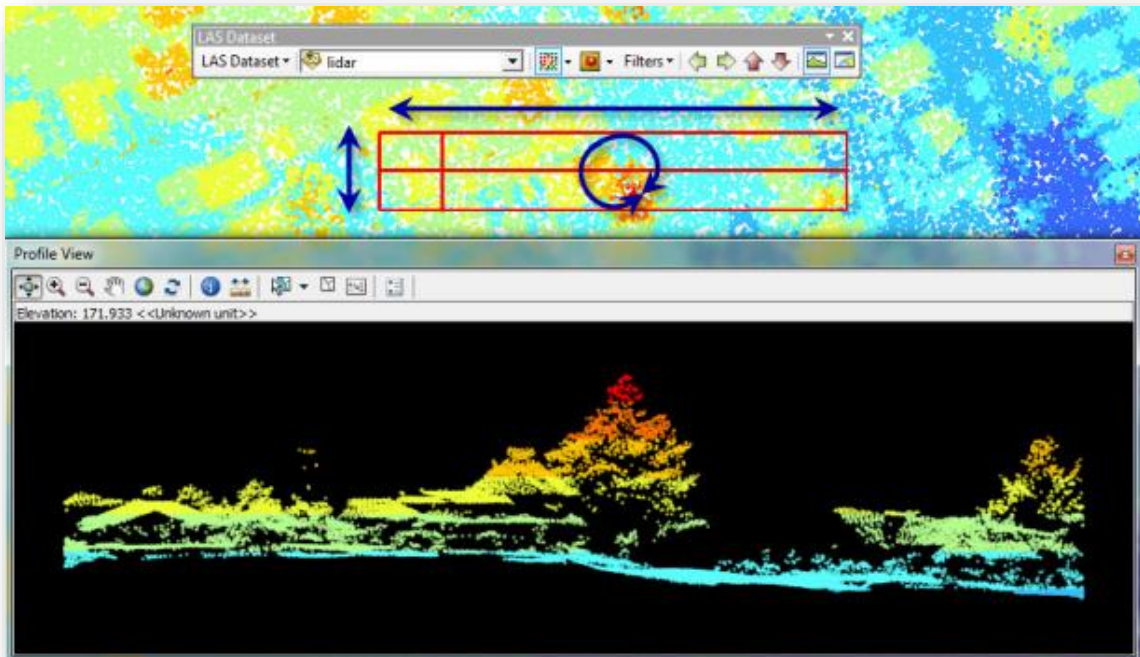 LAS Dataset
LAS Dataset lidar Filters
Profile View
Elevation: 171.933 <<Unknown unit>>